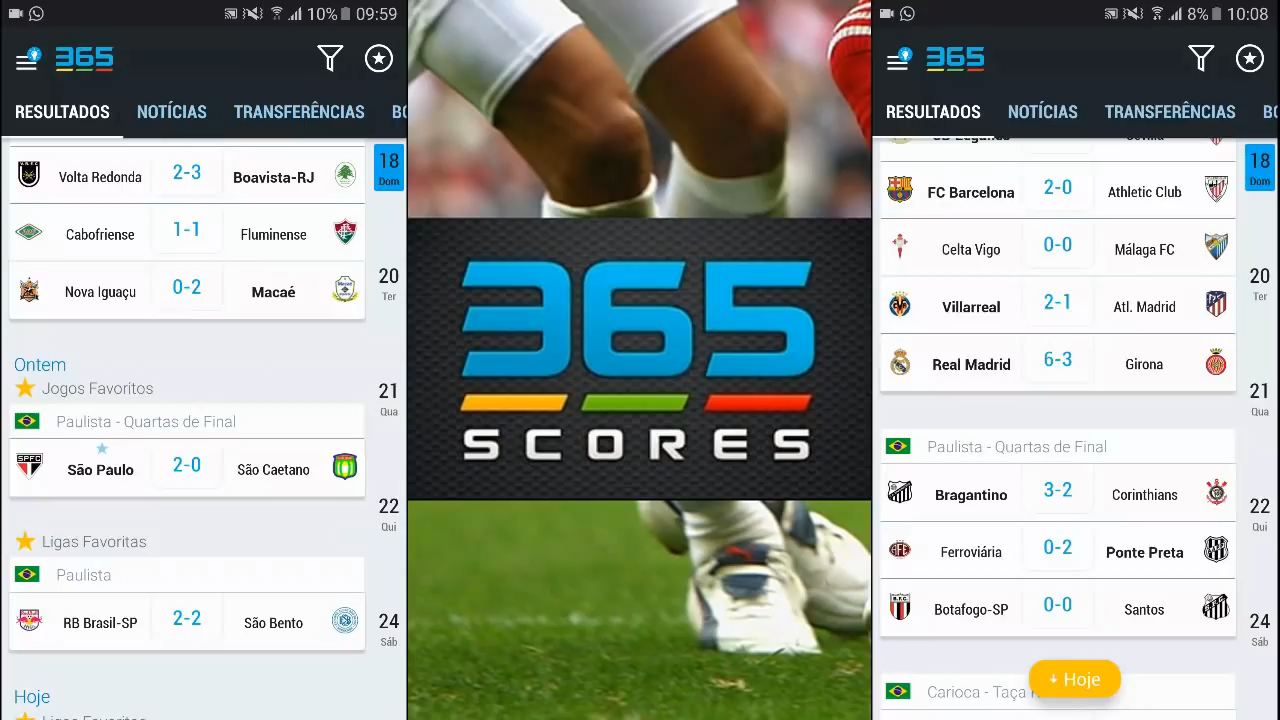 10% 09:59
365
RESULTADOS NOTÍCIAS TRANSFERÊNCIAS
Volta Redonda 2-3 Boavista-RJ
Cabofriense 1-1 Fluminense
Nova Iguaçu 0-2 Macaé
Ontem
Jogos Favoritos
Paulista - Quartas de Final
São Paulo 2-0 São Caetano
Ligas Favoritas
Paulista
RB Brasil-SP 2-2 São Bento
Hoje
Ligas Favoritas
18
Dom
20
Ter
21
Qua
22
Qui
24
Sáb
365
SCORES
8% 10:08
365
RESULTADOS NOTÍCIAS TRANSFERÊNCIAS
FC Barcelona 2-0 Athletic Club
Celta Vigo 0-0 Málaga FC
Villarreal 2-1 Atl. Madrid
Real Madrid 6-3 Girona
Paulista - Quartas de Final
Bragantino 3-2 Corinthians
Ferroviária 0-2 Ponte Preta
Botafogo-SP 0-0 Santos
Hoje
Carioca - Taça
18
Dom
20
Ter
21
Qua
22
Qui
24
Sáb